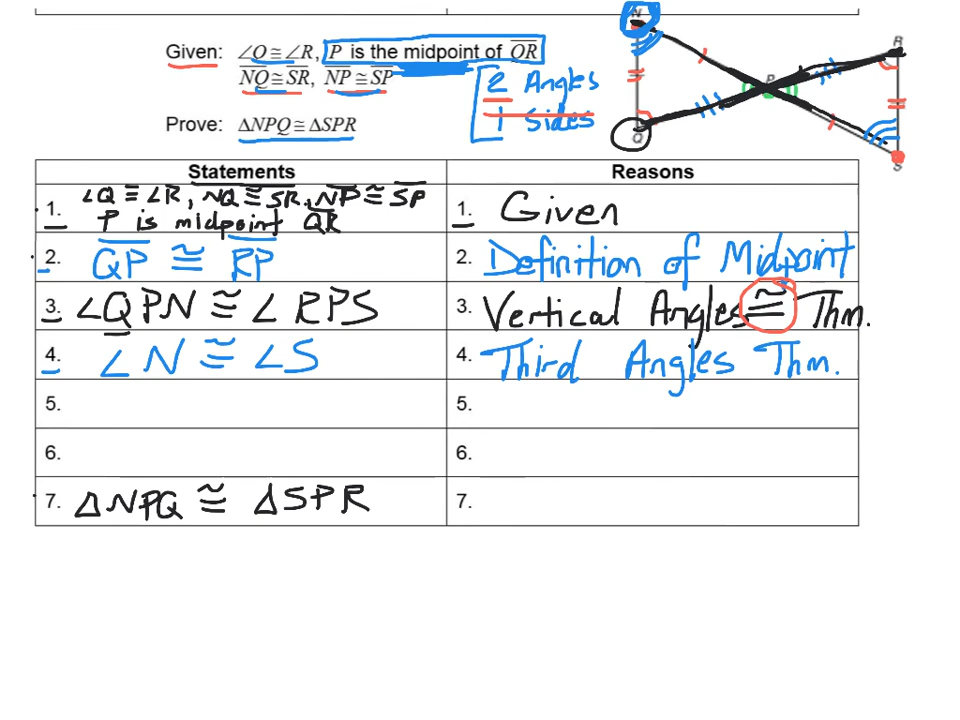 Given: ∠Q ≅ ∠R, P is the midpoint of QR
NQ ≅ SR, NP ≅ SP
2 Angles
1 Sides
Prove: ΔNPQ ≅ ΔSPR
N
R
P
Q
S
Statements Reasons
1. ∠Q ≅ ∠R, NQ ≅ SR, NP ≅ SP
P is midpoint QR
1. Given
2. QP ≅ RP
2. Definition of Midpoint
3. ∠QPN ≅ ∠RPS
3. Vertical Angles ≅ Thm.
4. ∠N ≅ ∠S
4. Third Angles Thm.
5. 5.
6. 6.
7. ΔNPQ ≅ ΔSPR
7.